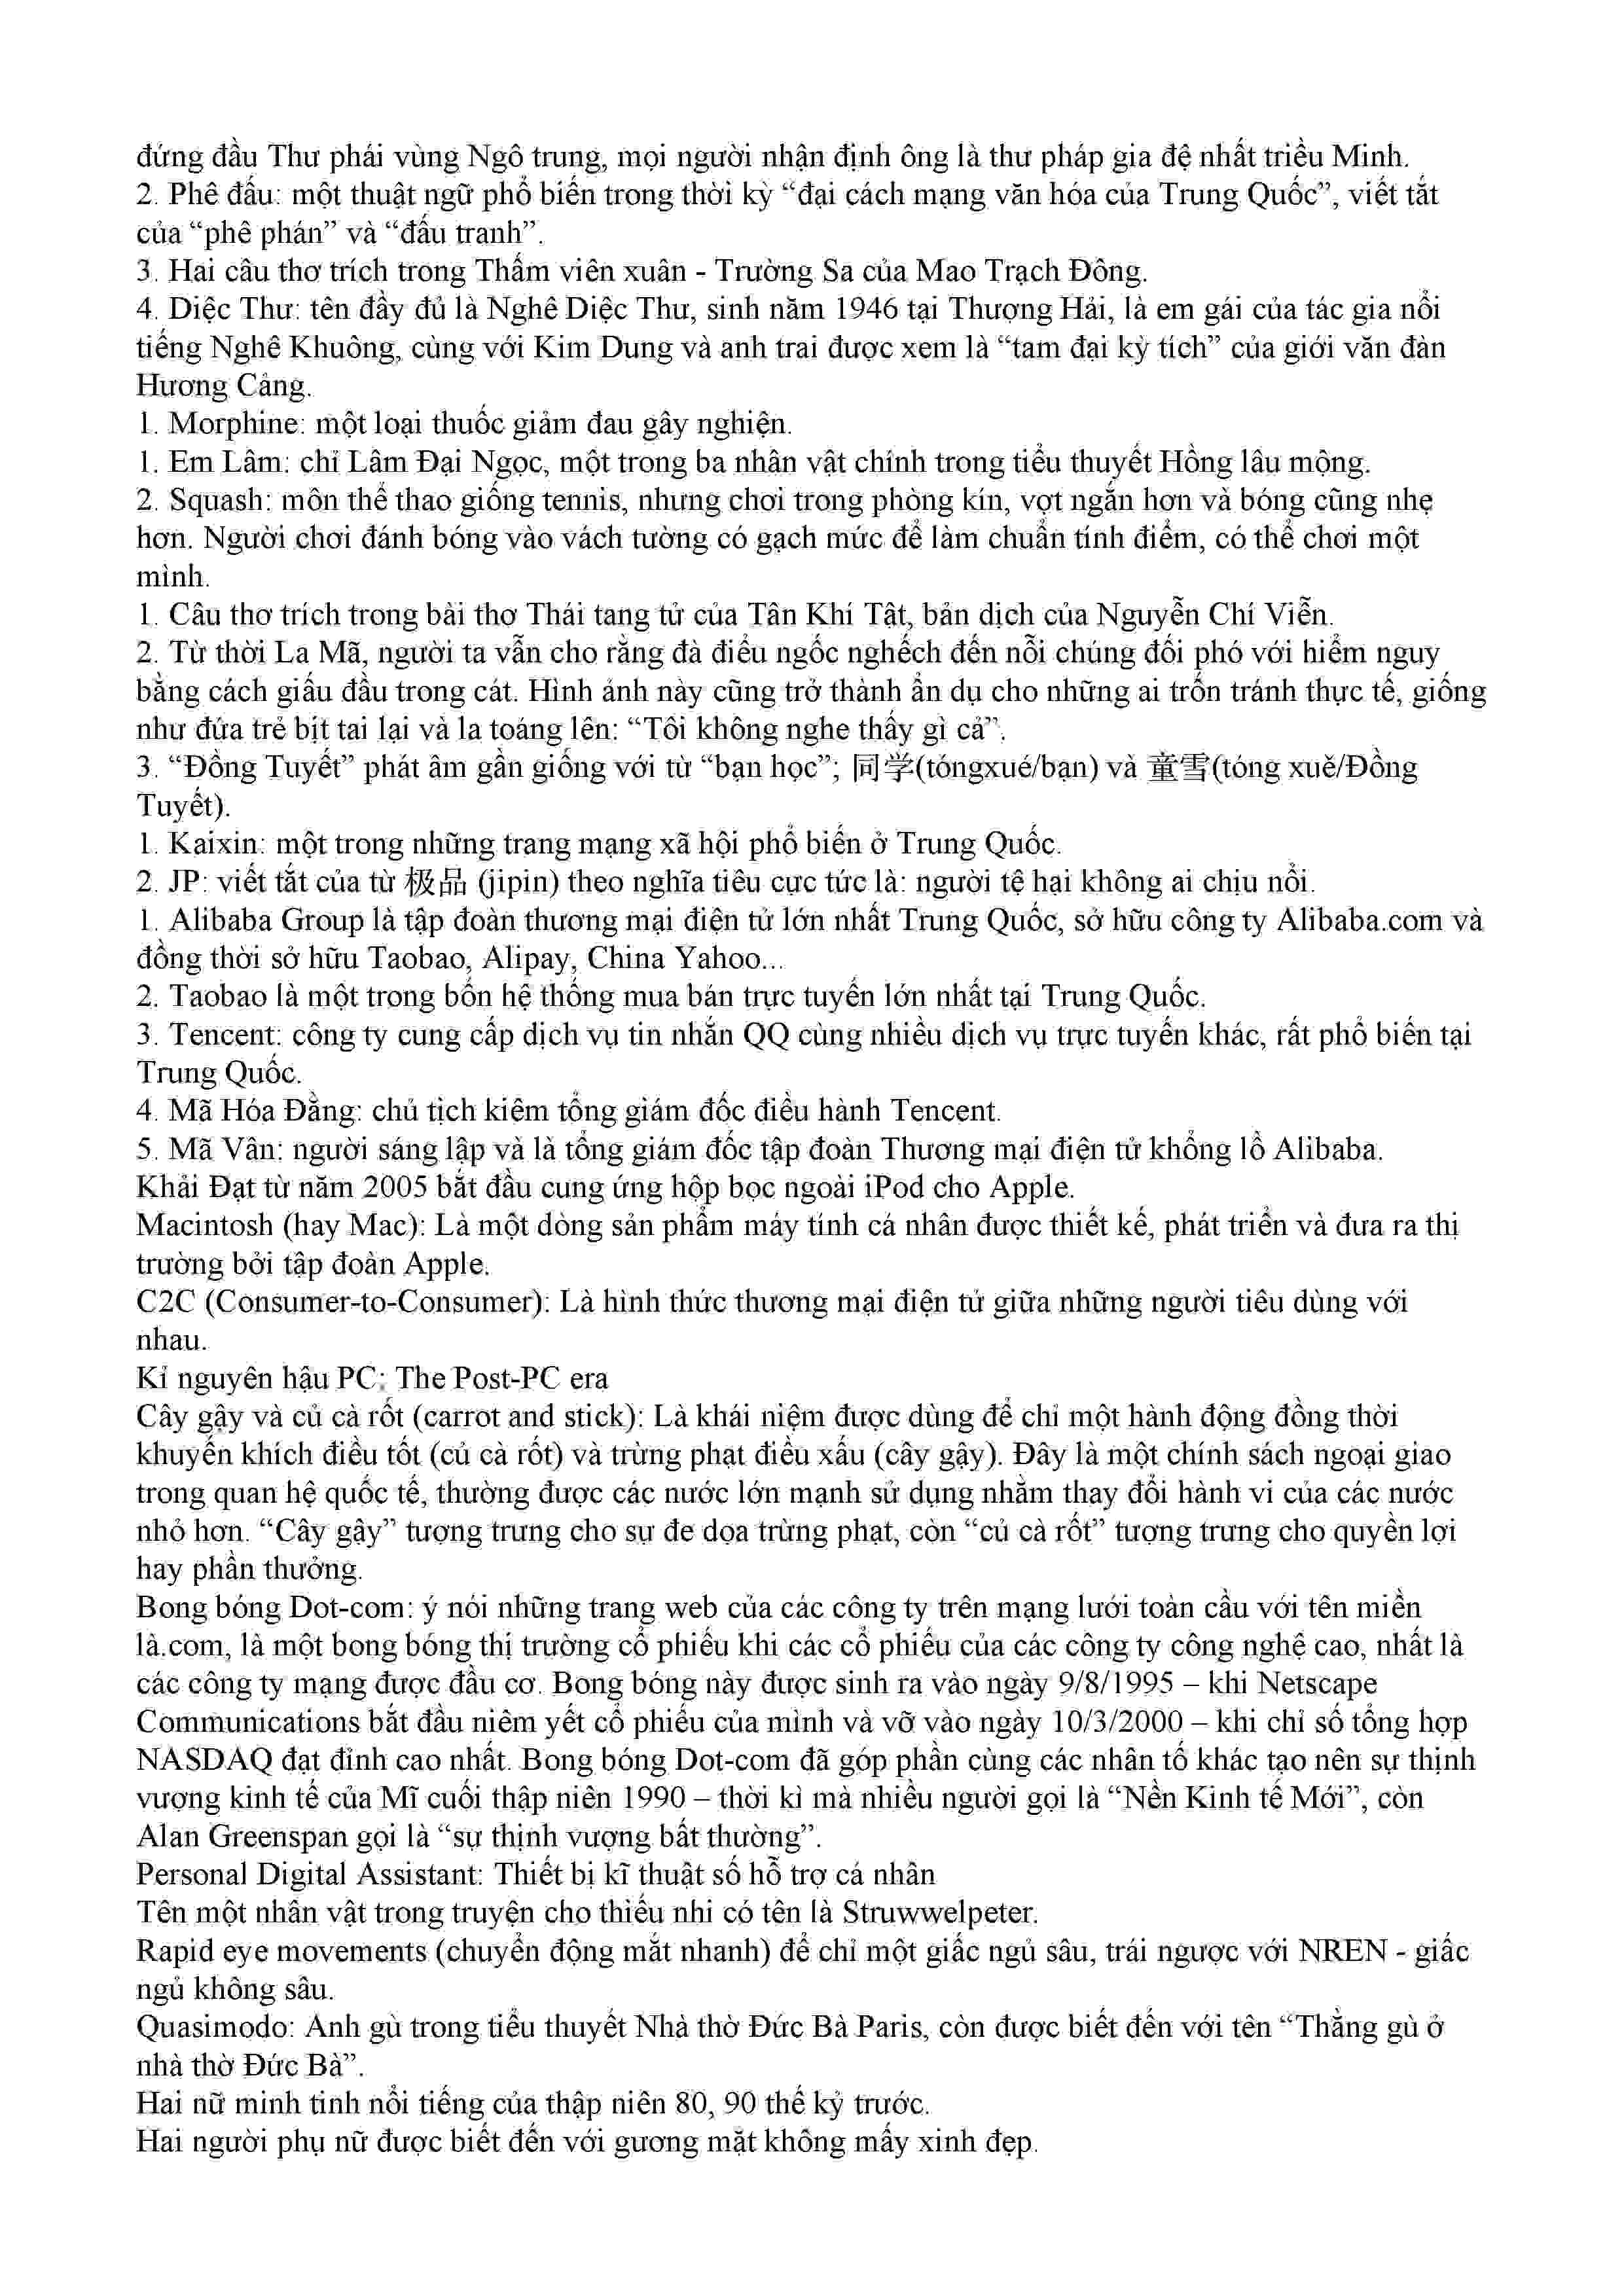 đứng đầu Thư phái vùng Ngô trung, mọi người nhận định ông là thư pháp gia đệ nhất triều Minh.
2. Phê đấu: một thuật ngữ phổ biến trong thời kỳ “đại cách mạng văn hóa của Trung Quốc”, viết tắt
của “phê phán” và “đấu tranh”.
3. Hai câu thơ trích trong Thấm viên xuân - Trường Sa của Mao Trạch Đông.
4. Diệc Thư: tên đầy đủ là Nghê Diệc Thư, sinh năm 1946 tại Thượng Hải, là em gái của tác gia nổi
tiếng Nghê Khuông, cùng với Kim Dung và anh trai được xem là “tam đại kỳ tích” của giới văn đàn
Hương Cảng.
1. Morphine: một loại thuốc giảm đau gây nghiện.
1. Em Lâm: chỉ Lâm Đại Ngọc, một trong ba nhân vật chính trong tiểu thuyết Hồng lâu mộng.
2. Squash: môn thể thao giống tennis, nhưng chơi trong phòng kín, vợt ngắn hơn và bóng cũng nhẹ
hơn. Người chơi đánh bóng vào vách tường có gạch mức để làm chuẩn tính điểm, có thể chơi một
mình.
1. Câu thơ trích trong bài thơ Thái tang tử của Tân Khí Tật, bản dịch của Nguyễn Chí Viễn.
2. Từ thời La Mã, người ta vẫn cho rằng đà điểu ngốc nghếch đến nỗi chúng đối phó với hiểm nguy
bằng cách giấu đầu trong cát. Hình ảnh này cũng trở thành ẩn dụ cho những ai trốn tránh thực tế, giống
như đứa trẻ bịt tai lại và la toáng lên: “Tôi không nghe thấy gì cả”.
3. “Đồng Tuyết” phát âm gần giống với từ “bạn học”; 同学(tóngxué/bạn) và 童雪(tóng xuě/Đồng
Tuyết).
1. Kaixin: một trong những trang mạng xã hội phổ biến ở Trung Quốc.
2. JP: viết tắt của từ 极品 (jipin) theo nghĩa tiêu cực tức là: người tệ hại không ai chịu nổi.
1. Alibaba Group là tập đoàn thương mại điện tử lớn nhất Trung Quốc, sở hữu công ty Alibaba.com và
đồng thời sở hữu Taobao, Alipay, China Yahoo...
2. Taobao là một trong bốn hệ thống mua bán trực tuyến lớn nhất tại Trung Quốc.
3. Tencent: công ty cung cấp dịch vụ tin nhắn QQ cùng nhiều dịch vụ trực tuyến khác, rất phổ biến tại
Trung Quốc.
4. Mã Hóa Đằng: chủ tịch kiêm tổng giám đốc điều hành Tencent.
5. Mã Vân: người sáng lập và là tổng giám đốc tập đoàn Thương mại điện tử khổng lồ Alibaba.
Khải Đạt từ năm 2005 bắt đầu cung ứng hộp bọc ngoài iPod cho Apple.
Macintosh (hay Mac): Là một dòng sản phẩm máy tính cá nhân được thiết kế, phát triển và đưa ra thị
trường bởi tập đoàn Apple.
C2C (Consumer-to-Consumer): Là hình thức thương mại điện tử giữa những người tiêu dùng với
nhau.
Kỉ nguyên hậu PC: The Post-PC era
Cây gậy và củ cà rốt (carrot and stick): Là khái niệm được dùng để chỉ một hành động đồng thời
khuyến khích điều tốt (củ cà rốt) và trừng phạt điều xấu (cây gậy). Đây là một chính sách ngoại giao
trong quan hệ quốc tế, thường được các nước lớn mạnh sử dụng nhằm thay đổi hành vi của các nước
nhỏ hơn. “Cây gậy” tượng trưng cho sự đe dọa trừng phạt, còn “củ cà rốt” tượng trưng cho quyền lợi
hay phần thưởng.
Bong bóng Dot-com: ý nói những trang web của các công ty trên mạng lưới toàn cầu với tên miền
là.com, là một bong bóng thị trường cổ phiếu khi các cổ phiếu của các công ty công nghệ cao, nhất là
các công ty mạng được đầu cơ. Bong bóng này được sinh ra vào ngày 9/8/1995 – khi Netscape
Communications bắt đầu niêm yết cổ phiếu của mình và vỡ vào ngày 10/3/2000 – khi chỉ số tổng hợp
NASDAQ đạt đỉnh cao nhất. Bong bóng Dot-com đã góp phần cùng các nhân tố khác tạo nên sự thịnh
vượng kinh tế của Mĩ cuối thập niên 1990 – thời kì mà nhiều người gọi là “Nền Kinh tế Mới”, còn
Alan Greenspan gọi là “sự thịnh vượng bất thường”.
Personal Digital Assistant: Thiết bị kĩ thuật số hỗ trợ cá nhân
Tên một nhân vật trong truyện cho thiếu nhi có tên là Struwwelpeter.
Rapid eye movements (chuyển động mắt nhanh) để chỉ một giấc ngủ sâu, trái ngược với NREN - giấc
ngủ không sâu.
Quasimodo: Anh gù trong tiểu thuyết Nhà thờ Đức Bà Paris, còn được biết đến với tên “Thằng gù ở
nhà thờ Đức Bà”.
Hai nữ minh tinh nổi tiếng của thập niên 80, 90 thế kỷ trước.
Hai người phụ nữ được biết đến với gương mặt không mấy xinh đẹp.